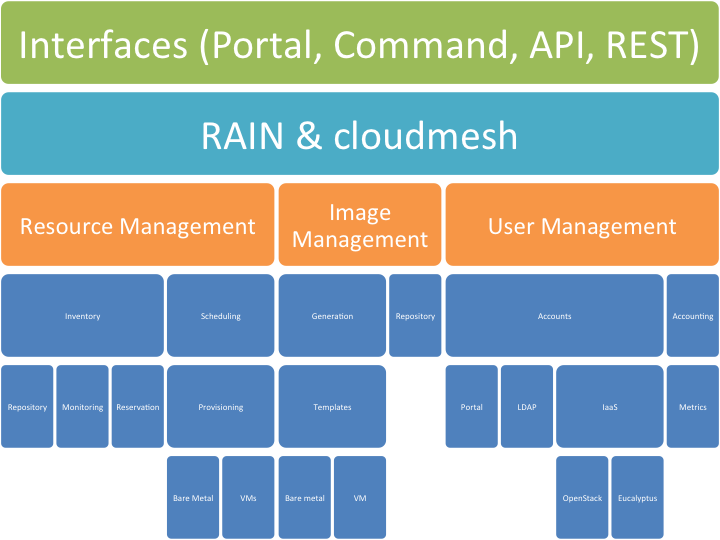 Interfaces (Portal, Command, API, REST)
RAIN & cloudmesh
Resource Management
Image
Management
User Management
Inventory
Scheduling
Generation
Repository
Accounts
Accounting
Repository
Monitoring
Reservation
Provisioning
Templates
Portal
LDAP
IaaS
Metrics
Bare Metal
VMs
Bare metal
VM
OpenStack
Eucalyptus